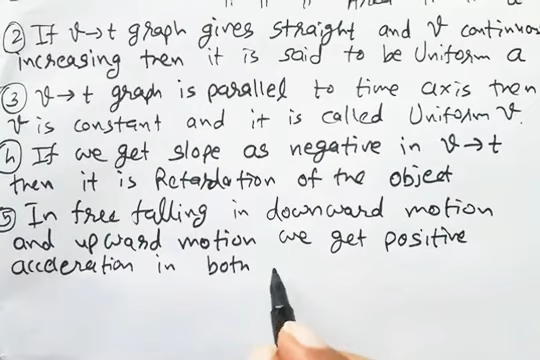 ② If v→t graph gives straight and v continuos
increasing tren it is said to be Uniform a
③ v→t graph is parallel to time axis tren
v is constant and it is called Uniform v.
④ If we get slope as negative in v→t
then it is Retardation of the object
⑤ In free falling in downward motion
and upward motion we get positive
acceleration in both